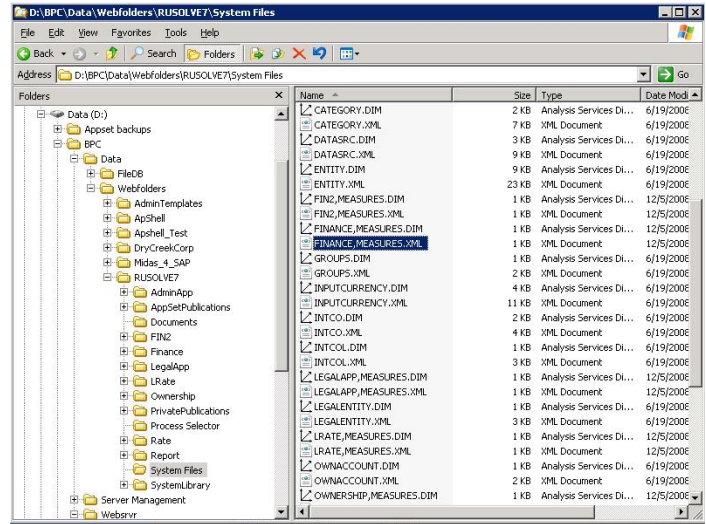 D:\BPC\Data\Webfolders\RUSOLVE7\System Files
File Edit View Favorites Tools Help
Back Search Folders
Address D:\BPC\Data\Webfolders\RUSOLVE7\System Files Go
Folders
Data (D:)
Appset backups
BPC
Data
FileDB
Webfolders
AdminTemplates
ApShell
Apshell_Test
DryCreekCorp
Midas_4_SAP
RUSOLVE7
AdminApp
AppSetPublications
Documents
FIN2
Finance
LegalApp
LRate
Ownership
PrivatePublications
Process Selector
Rate
Report
System Files
SystemLibrary
Server Management
Websrvr
Name Size Type Date Modi
CATEGORY.DIM 2 KB Analysis Services Di... 6/19/2008
CATEGORY.XML 7 KB XML Document 6/19/2008
DATASRC.DIM 3 KB Analysis Services Di... 6/19/2008
DATASRC.XML 9 KB XML Document 6/19/2008
ENTITY.DIM 9 KB Analysis Services Di... 6/19/2008
ENTITY.XML 23 KB XML Document 6/19/2008
FIN2,MEASURES.DIM 1 KB Analysis Services Di... 12/5/2008
FIN2,MEASURES.XML 1 KB XML Document 12/5/2008
FINANCE,MEASURES.DIM 1 KB Analysis Services Di... 12/5/2008
FINANCE,MEASURES.XML 1 KB XML Document 12/5/2008
GROUPS.DIM 1 KB Analysis Services Di... 6/19/2008
GROUPS.XML 2 KB XML Document 6/19/2008
INPUTCURRENCY.DIM 4 KB Analysis Services Di... 6/19/2008
INPUTCURRENCY.XML 11 KB XML Document 6/19/2008
INTCO.DIM 2 KB Analysis Services Di... 6/19/2008
INTCO.XML 4 KB XML Document 6/19/2008
INTCOL.DIM 1 KB Analysis Services Di... 6/19/2008
INTCOL.XML 3 KB XML Document 6/19/2008
LEGALAPP,MEASURES.DIM 1 KB Analysis Services Di... 12/5/2008
LEGALAPP,MEASURES.XML 1 KB XML Document 12/5/2008
LEGALENTITY.DIM 1 KB Analysis Services Di... 6/19/2008
LEGALENTITY.XML 3 KB XML Document 6/19/2008
LRATE,MEASURES.DIM 1 KB Analysis Services Di... 12/5/2008
LRATE,MEASURES.XML 1 KB XML Document 12/5/2008
OWNACCOUNT.DIM 1 KB Analysis Services Di... 6/19/2008
OWNACCOUNT.XML 2 KB XML Document 6/19/2008
OWNERSHIP,MEASURES.DIM 1 KB Analysis Services Di... 12/5/2008